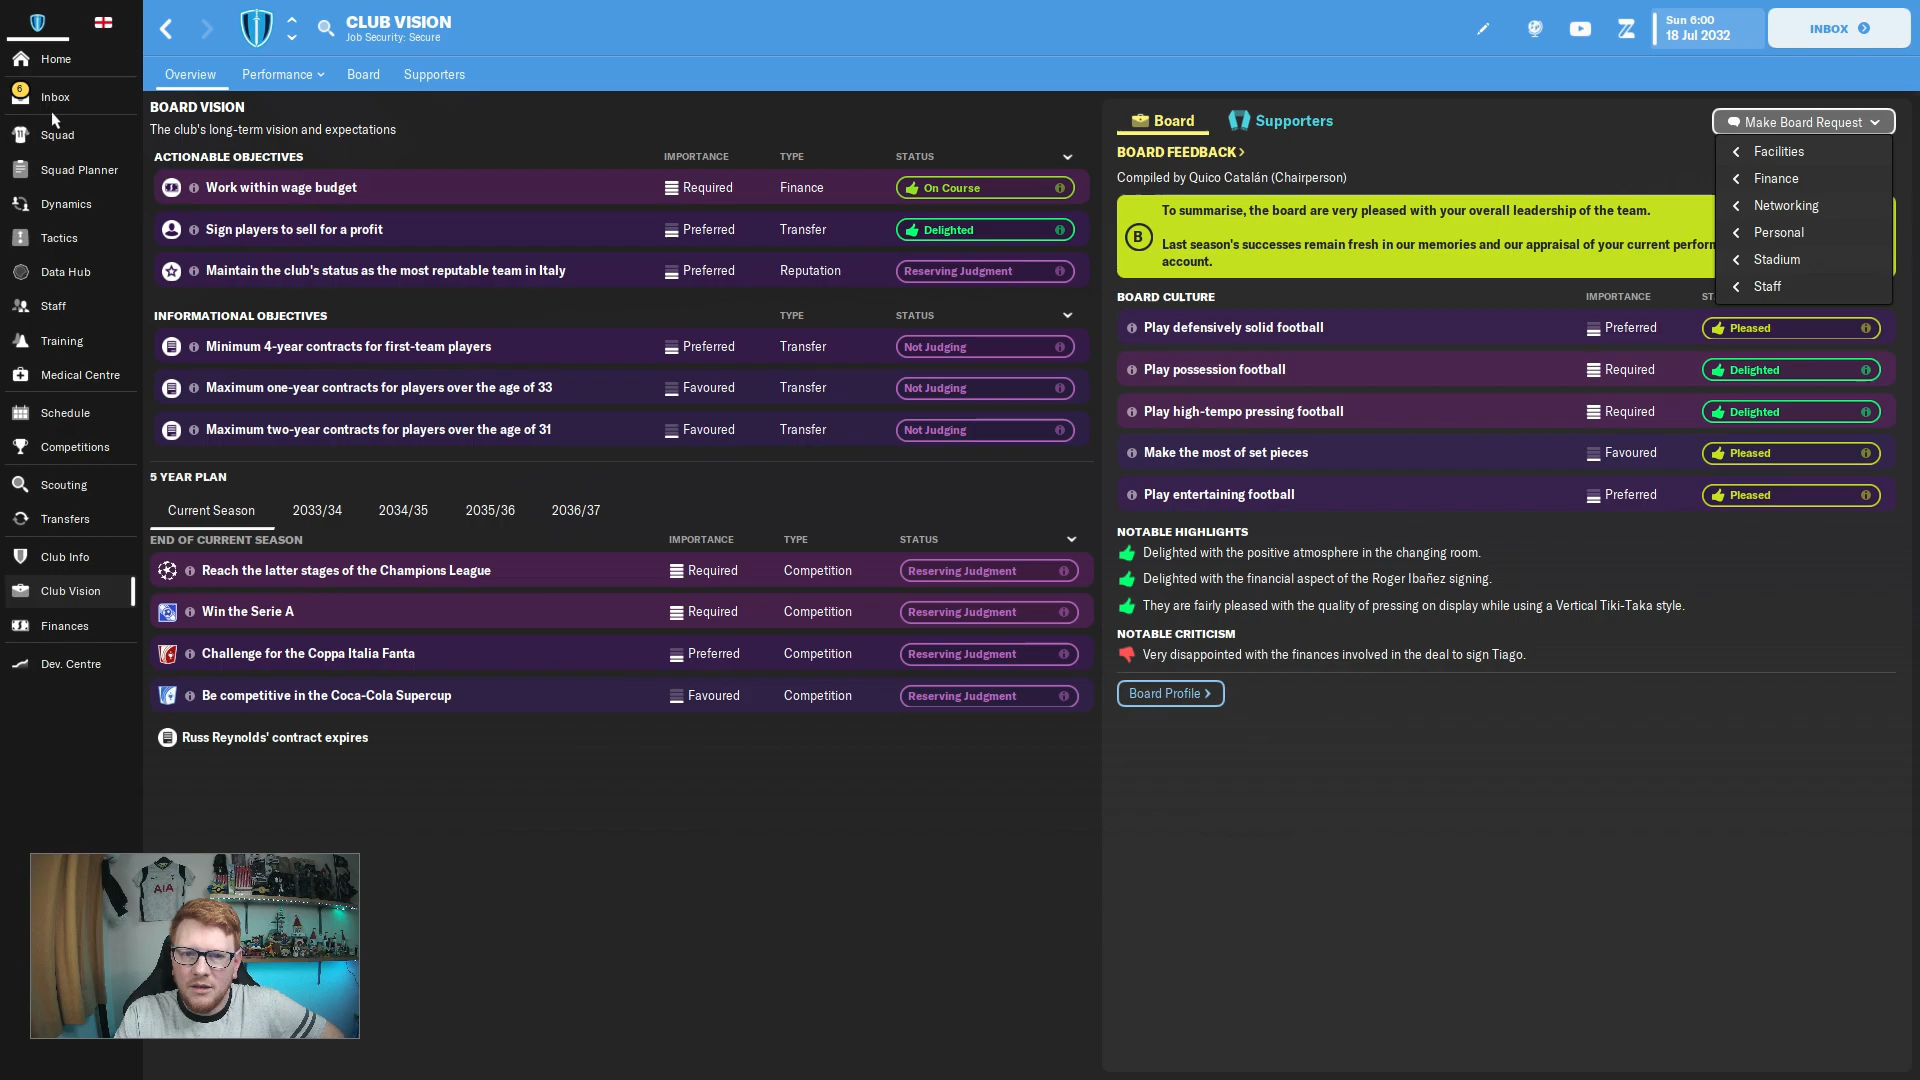 CLUB VISION
Job Security: Secure
Sun 6:00
18 Jul 2032
INBOX
Overview
Performance
Board
Supporters
Home
6
Inbox
Squad
Squad Planner
Dynamics
Tactics
Data Hub
Staff
Training
Medical Centre
Schedule
Competitions
Scouting
Transfers
Club Info
Club Vision
Finances
Dev. Centre
BOARD VISION
The club's long-term vision and expectations
ACTIONABLE OBJECTIVES IMPORTANCE TYPE STATUS
Work within wage budget Required Finance On Course
Sign players to sell for a profit Preferred Transfer Delighted
Maintain the club's status as the most reputable team in Italy Preferred Reputation Reserving Judgment
INFORMATIONAL OBJECTIVES TYPE STATUS
Minimum 4-year contracts for first-team players Preferred Transfer Not Judging
Maximum one-year contracts for players over the age of 33 Favoured Transfer Not Judging
Maximum two-year contracts for players over the age of 31 Favoured Transfer Not Judging
5 YEAR PLAN
Current Season 2033/34 2034/35 2035/36 2036/37
END OF CURRENT SEASON IMPORTANCE TYPE STATUS
Reach the latter stages of the Champions League Required Competition Reserving Judgment
Win the Serie A Required Competition Reserving Judgment
Challenge for the Coppa Italia Fanta Preferred Competition Reserving Judgment
Be competitive in the Coca-Cola Supercup Favoured Competition Reserving Judgment
Russ Reynolds' contract expires
AIA
Board
Supporters
Make Board Request
Facilities
Finance
Networking
Personal
Stadium
Staff
BOARD FEEDBACK >
Compiled by Quico Catalán (Chairperson)
B
To summarise, the board are very pleased with your overall leadership of the team.
Last season's successes remain fresh in our memories and our appraisal of your current perform
account.
BOARD CULTURE IMPORTANCE ST
Play defensively solid football Preferred Pleased
Play possession football Required Delighted
Play high-tempo pressing football Required Delighted
Make the most of set pieces Favoured Pleased
Play entertaining football Preferred Pleased
NOTABLE HIGHLIGHTS
Delighted with the positive atmosphere in the changing room.
Delighted with the financial aspect of the Roger Ibañez signing.
They are fairly pleased with the quality of pressing on display while using a Vertical Tiki-Taka style.
NOTABLE CRITICISM
Very disappointed with the finances involved in the deal to sign Tiago.
Board Profile >